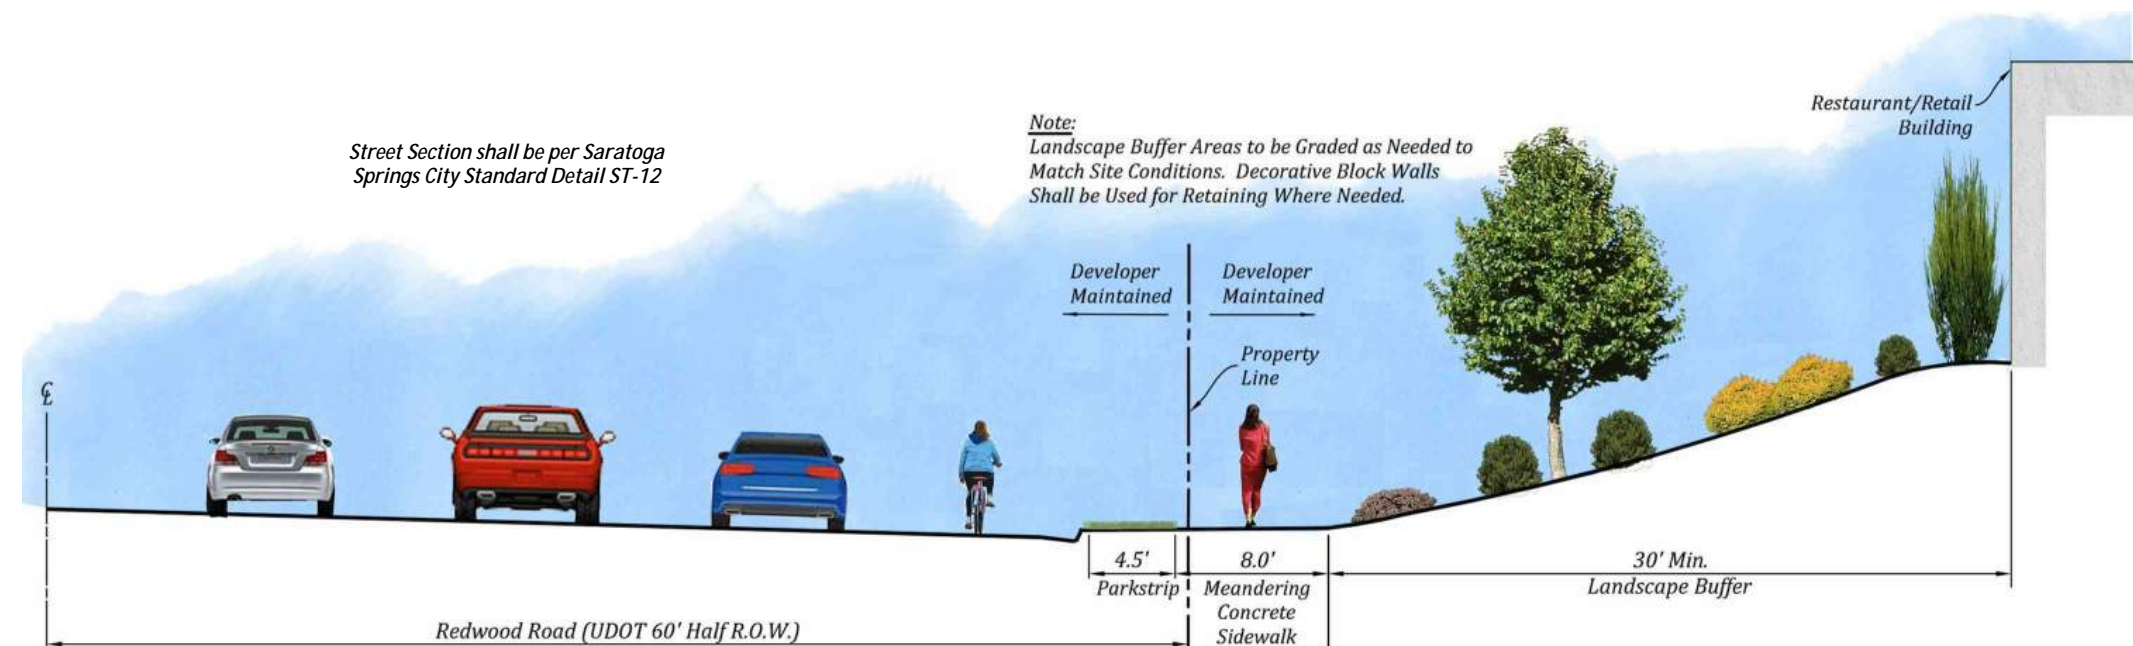 Street Section shall be per Saratoga
Springs City Standard Detail ST-12
Note:
Landscape Buffer Areas to be Graded as Needed to
Match Site Conditions. Decorative Block Walls
Shall be Used for Retaining Where Needed.
Restaurant/Retail
Building
Developer
Maintained
Developer
Maintained
Property
Line
℄
4.5'
Parkstrip
8.0'
Meandering
Concrete
Sidewalk
30' Min.
Landscape Buffer
Redwood Road (UDOT 60' Half R.O.W.)